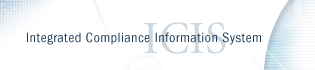 Integrated Compliance Information System
ICIS